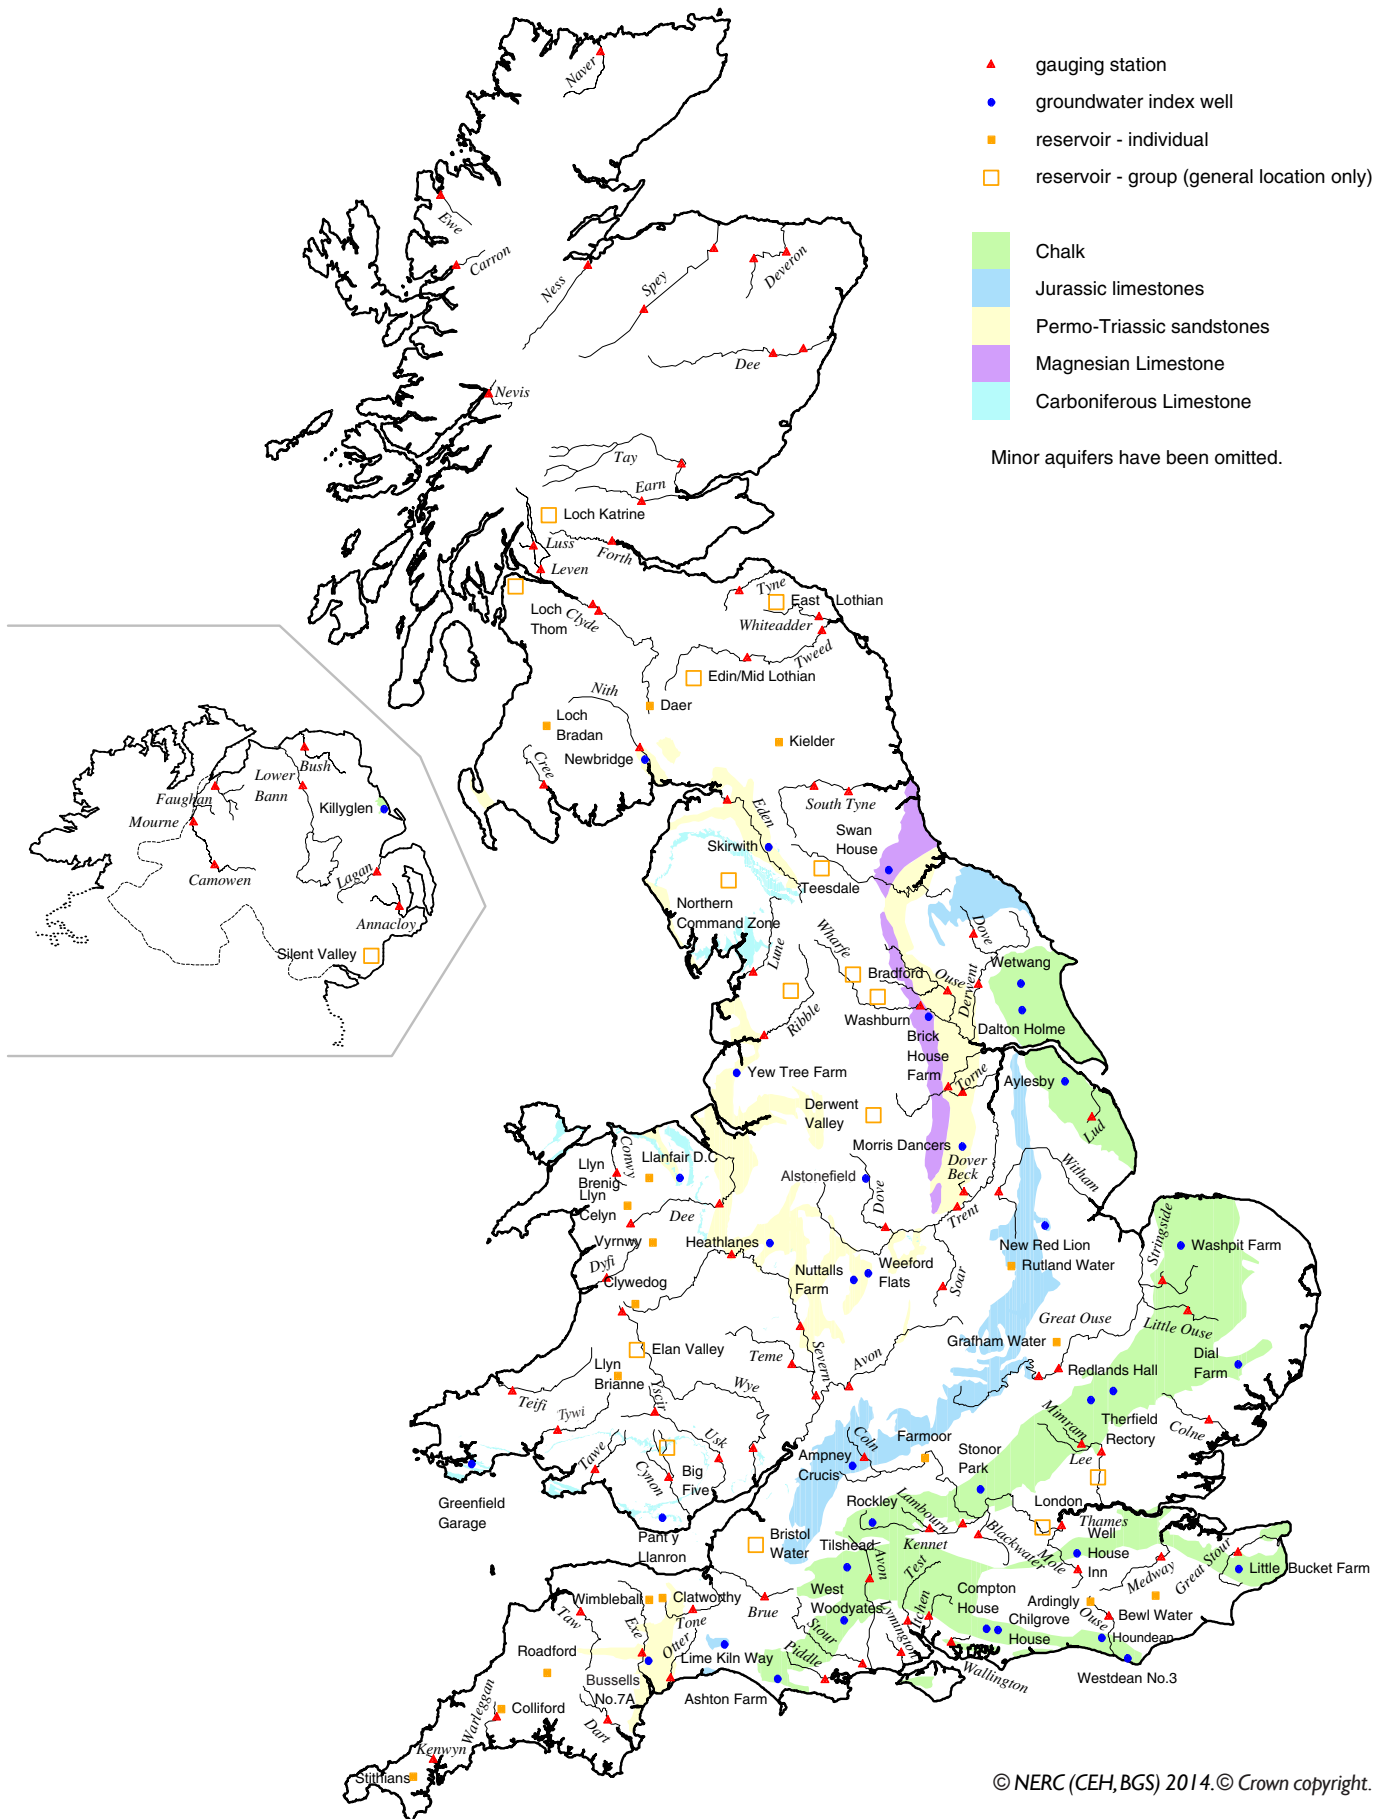 gauging station
groundwater index well
reservoir - individual
reservoir - group (general location only)
Chalk
Jurassic limestones
Permo-Triassic sandstones
Magnesian Limestone
Carboniferous Limestone
Minor aquifers have been omitted.
Naver
Ewe
Carron
Ness
Spey
Deveron
Dee
Nevis
Tay
Earn
Loch Katrine
Luss
Forth
Leven
Loch
Thom
Clyde
Tyne
East Lothian
Whiteadder
Tweed
Edin/Mid Lothian
Nith
Daer
Loch
Bradan
Kielder
Newbridge
Cree
Bush
Lower
Bann
Faughan
Killyglen
Mourne
Camowen
Lagan
Annacloy
Silent Valley
South Tyne
Eden
Swan
House
Skirwith
Teesdale
Northern
Command Zone
Lune
Wharfe
Dove
Wetwang
Bradford
Ouse
Derwent
Ribble
Washburn
Dalton Holme
Brick
House
Farm
Torne
Yew Tree Farm
Aylesby
Derwent
Valley
Lud
Morris Dancers
Conwy
Llanfair D.C
Llyn
Brenig
Alstonefield
Dove
Dover
Beck
Witham
Llyn
Celyn
Dee
Trent
Stringside
Vyrnwy
Heathlanes
New Red Lion
Washpit Farm
Dyfi
Nuttalls
Farm
Weeford
Flats
Soar
Rutland Water
Clywedog
Great Ouse
Little Ouse
Grafham Water
Elan Valley
Teme
Severn
Avon
Redlands Hall
Dial
Farm
Llyn
Brianne
Yscir
Wye
Teifi
Tywi
Mimram
Therfield
Rectory
Colne
Usk
Coln
Farmoor
Stonor
Park
Lee
Tawe
Cynon
Big
Five
Ampney
Crucis
Greenfield
Garage
Rockley
Lambourn
London
Thames
Pant y
Llanron
Bristol
Water
Tilshead
Kennet
Blackwater
Well
House
Inn
Avon
Test
Mole
Medway
Great Stour
Little Bucket Farm
Wimbleball
Clatworthy
West
Woodyates
Itchen
Compton
House
Ardingly
Bewl Water
Taw
Exe
Tone
Brue
Chilgrove
House
Ouse
Otter
Stour
Lymington
Houndean
Roadford
Lime Kiln Way
Piddle
Wallington
Westdean No.3
Bussells
No.7A
Ashton Farm
Warleggan
Colliford
Dart
Kenwyn
Stithians
© NERC (CEH, BGS) 2014. © Crown copyright.